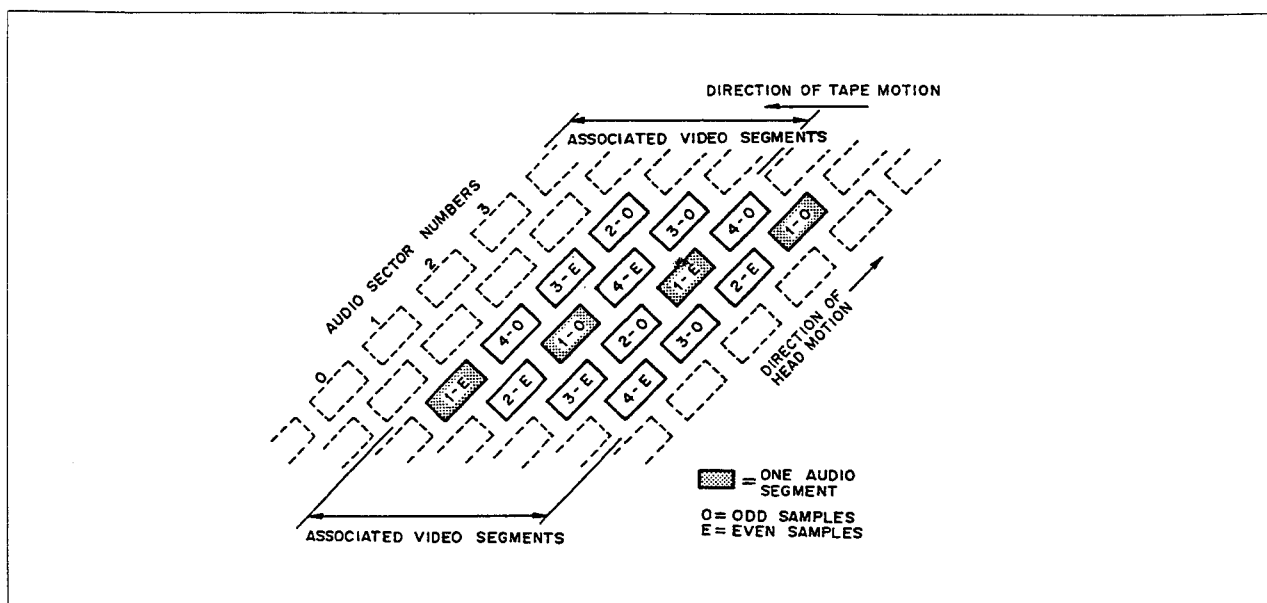 DIRECTION OF TAPE MOTION
ASSOCIATED VIDEO SEGMENTS
AUDIO SECTOR NUMBERS
3
2
1
0
2-O
3-O
4-O
1-O
3-E
4-E
1-E
2-E
4-O
1-O
2-O
3-O
1-E
2-E
3-E
4-E
DIRECTION OF
HEAD MOTION
= ONE AUDIO
SEGMENT
O= ODD SAMPLES
E= EVEN SAMPLES
ASSOCIATED VIDEO SEGMENTS